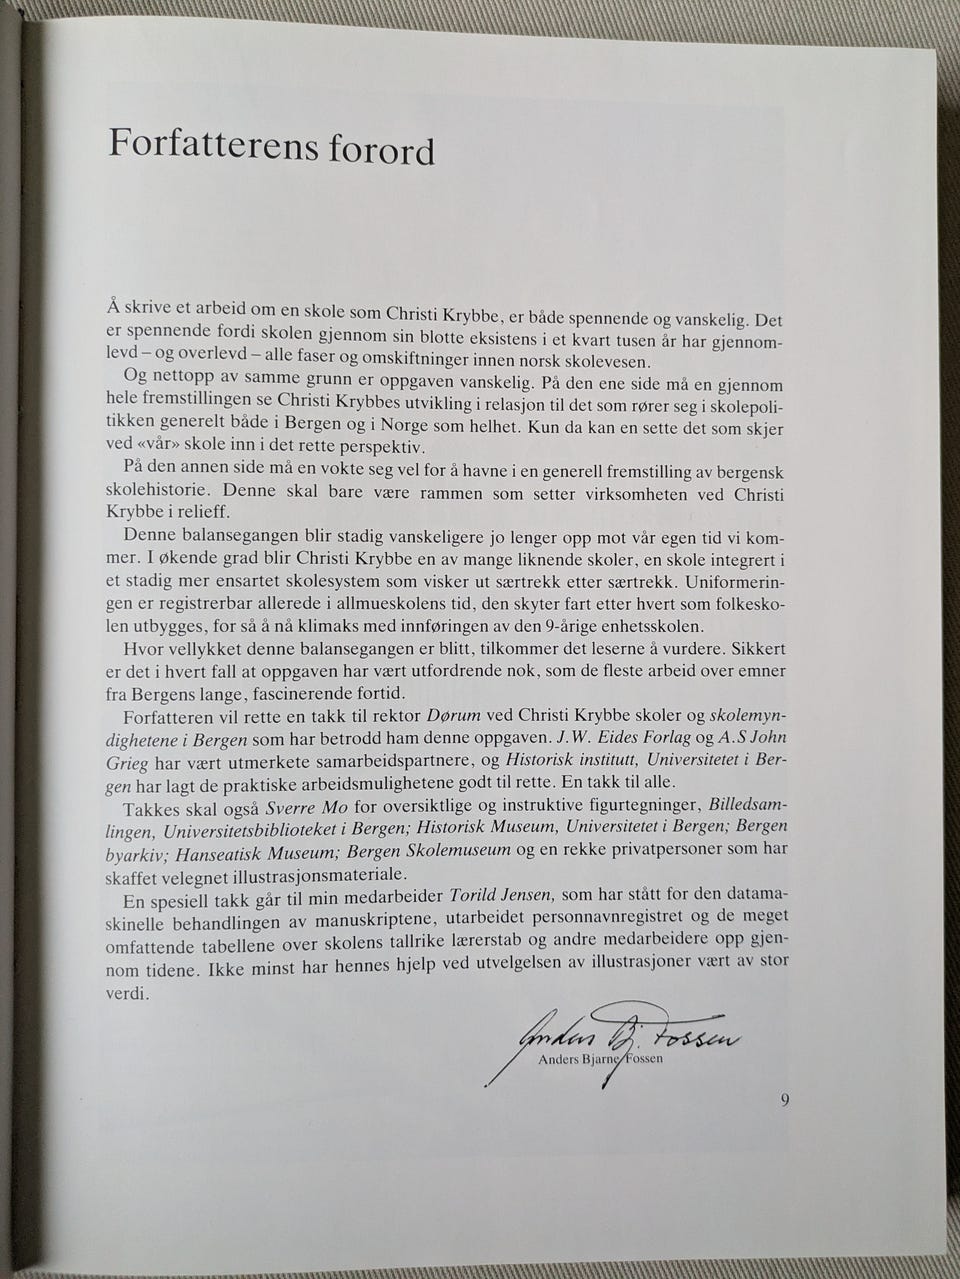 Forfatterens forord
Å skrive et arbeid om en skole som Christi Krybbe, er både spennende og vanskelig. Det
er spennende fordi skolen gjennom sin blotte eksistens i et kvart tusen år har gjennom-
levd – og overlevd – alle faser og omskiftninger innen norsk skolevesen.
Og nettopp av samme grunn er oppgaven vanskelig. På den ene side må en gjennom
hele fremstillingen se Christi Krybbes utvikling i relasjon til det som rører seg i skolepoli-
tikken generelt både i Bergen og i Norge som helhet. Kun da kan en sette det som skjer
ved «vår» skole inn i det rette perspektiv.
På den annen side må en vokte seg vel for å havne i en generell fremstilling av bergensk
skolehistorie. Denne skal bare være rammen som setter virksomheten ved Christi
Krybbe i relieff.
Denne balansegangen blir stadig vanskeligere jo lenger opp mot vår egen tid vi kom-
mer. I økende grad blir Christi Krybbe en av mange liknende skoler, en skole integrert i
et stadig mer ensartet skolesystem som visker ut særtrekk etter særtrekk. Uniformerin-
gen er registrerbar allerede i allmueskolens tid, den skyter fart etter hvert som folkesko-
len utbygges, for så å nå klimaks med innføringen av den 9-årige enhetsskolen.
Hvor vellykket denne balansegangen er blitt, tilkommer det leserne å vurdere. Sikkert
er det i hvert fall at oppgaven har vært utfordrende nok, som de fleste arbeid over emner
fra Bergens lange, fascinerende fortid.
Forfatteren vil rette en takk til rektor Dørum ved Christi Krybbe skoler og skolemyn-
dighetene i Bergen som har betrodd ham denne oppgaven. J.W. Eides Forlag og A.S John
Grieg har vært utmerkete samarbeidspartnere, og Historisk institutt, Universitetet i Ber-
gen har lagt de praktiske arbeidsmulighetene godt til rette. En takk til alle.
Takkes skal også Sverre Mo for oversiktlige og instruktive figurtegninger, Billedsam-
lingen, Universitetsbiblioteket i Bergen; Historisk Museum, Universitetet i Bergen; Bergen
byarkiv; Hanseatisk Museum; Bergen Skolemuseum og en rekke privatpersoner som har
skaffet velegnet illustrasjonsmateriale.
En spesiell takk går til min medarbeider Torild Jensen, som har stått for den datama-
skinelle behandlingen av manuskriptene, utarbeidet personnavnregistret og de meget
omfattende tabellene over skolens tallrike lærerstab og andre medarbeidere opp gjen-
nom tidene. Ikke minst har hennes hjelp ved utvelgelsen av illustrasjoner vært av stor
verdi.
Anders Bj. Fossen
Anders Bjarne Fossen
9